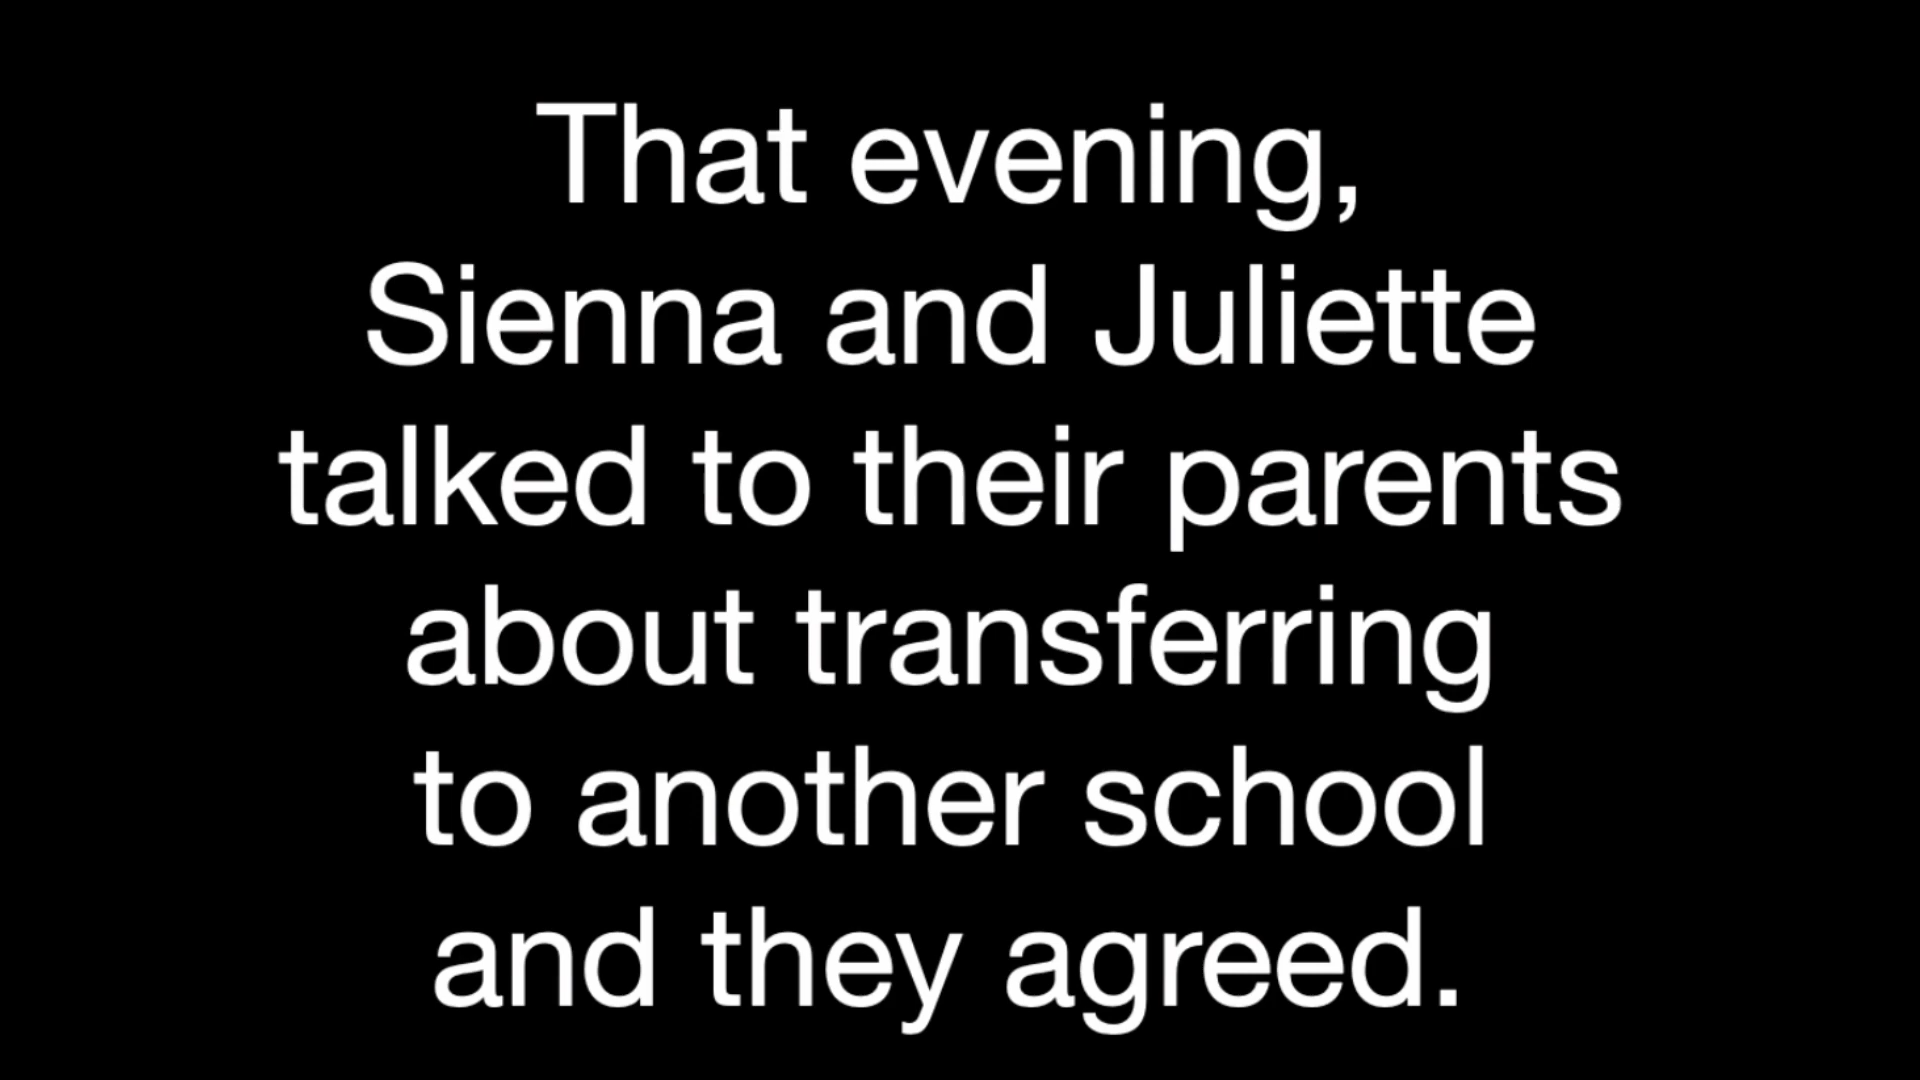 That evening,
Sienna and Juliette
talked to their parents
about transferring
to another school
and they agreed.